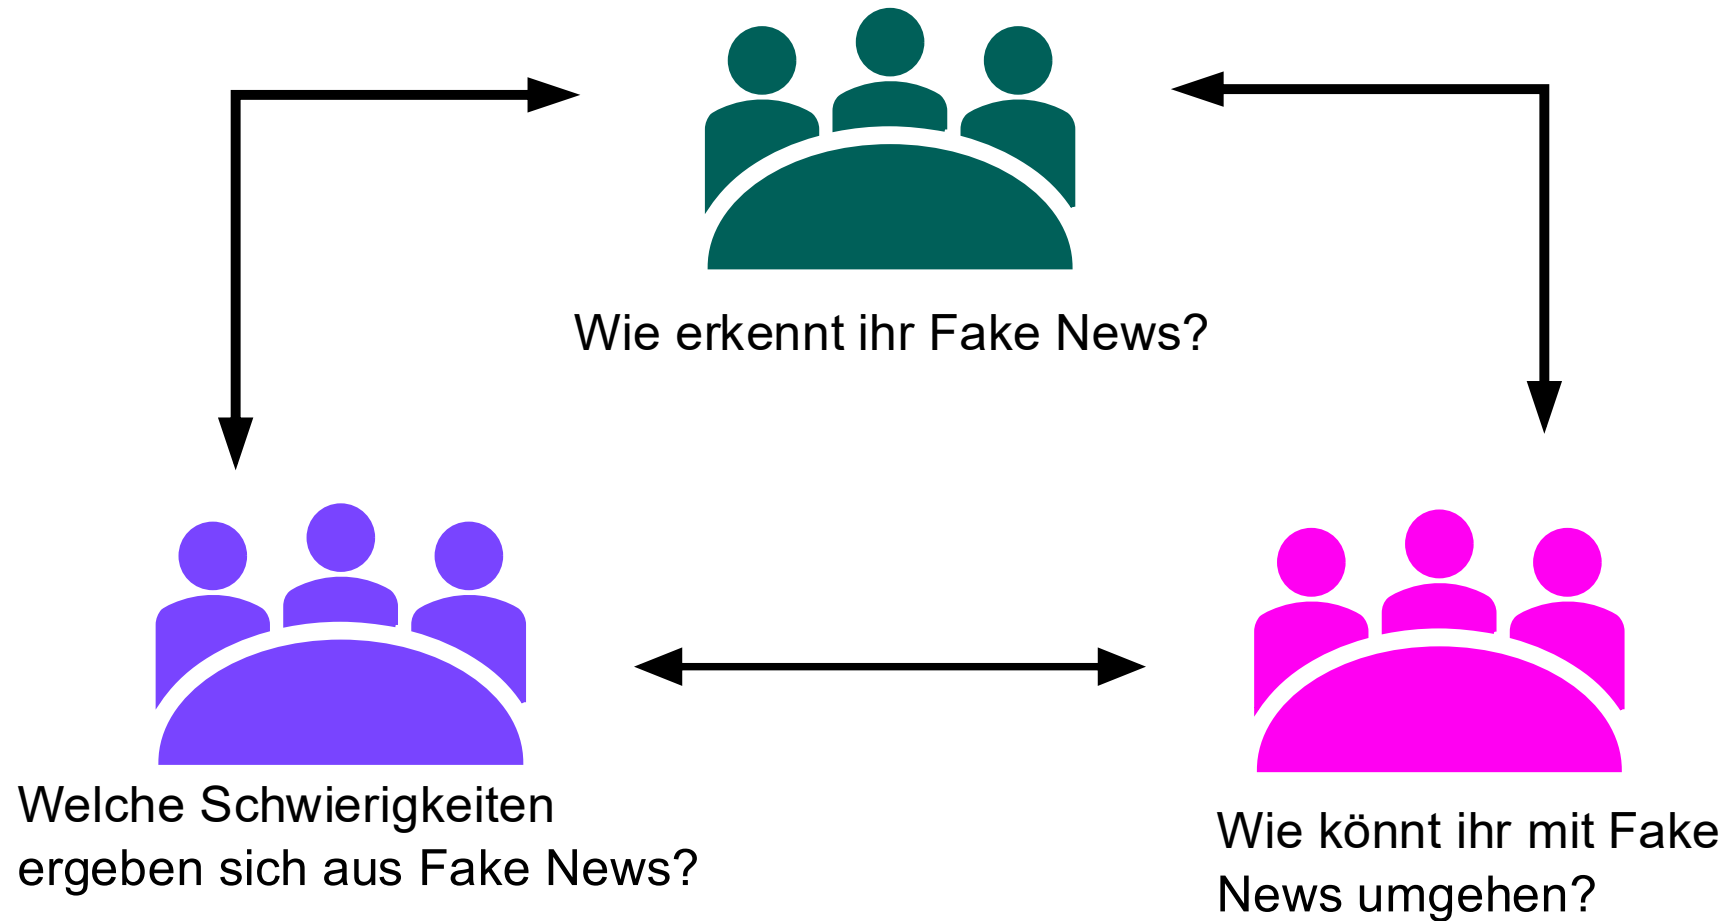 Wie erkennt ihr Fake News?
Welche Schwierigkeiten
ergeben sich aus Fake News?
Wie könnt ihr mit Fake
News umgehen?